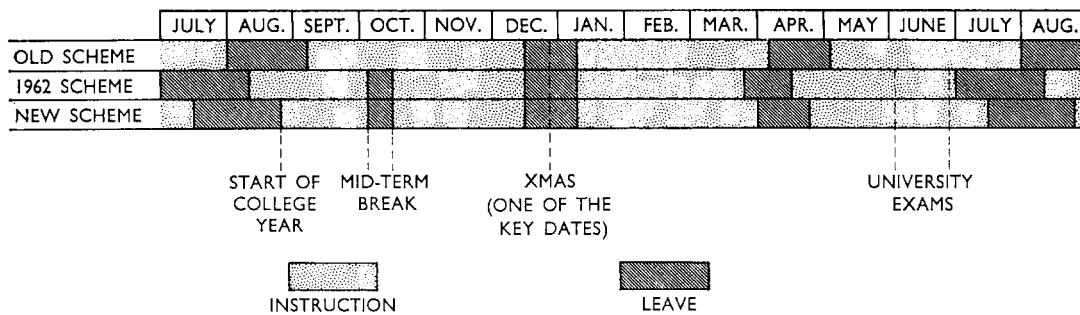 JULY AUG. SEPT. OCT. NOV. DEC. JAN. FEB. MAR. APR. MAY JUNE JULY AUG.
OLD SCHEME
1962 SCHEME
NEW SCHEME
START OF
COLLEGE
YEAR
MID-TERM
BREAK
XMAS
(ONE OF THE
KEY DATES)
UNIVERSITY
EXAMS
INSTRUCTION
LEAVE